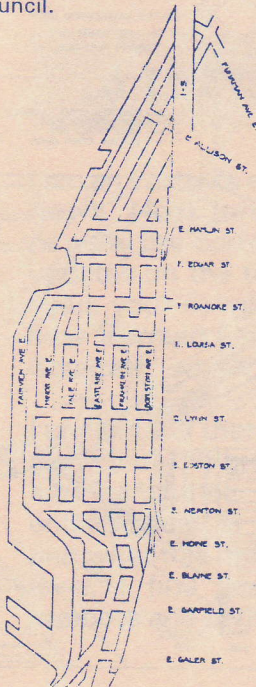 uncil.
I-5
FUHRMAN AVE E.
E. ALLISON ST.
E. HAMLIN ST.
E. EDGAR ST.
E. ROANOKE ST.
E. LOUISA ST.
FAIRVIEW AVE E.
MINOR AVE E.
YALE AVE E.
EASTLAKE AVE E.
FRANKLIN AVE E.
BOYLSTON AVE E.
E. LYNN ST.
E. BOSTON ST.
E. NEWTON ST.
E. HOWE ST.
E. BLAINE ST.
E. GARFIELD ST.
E. GALER ST.